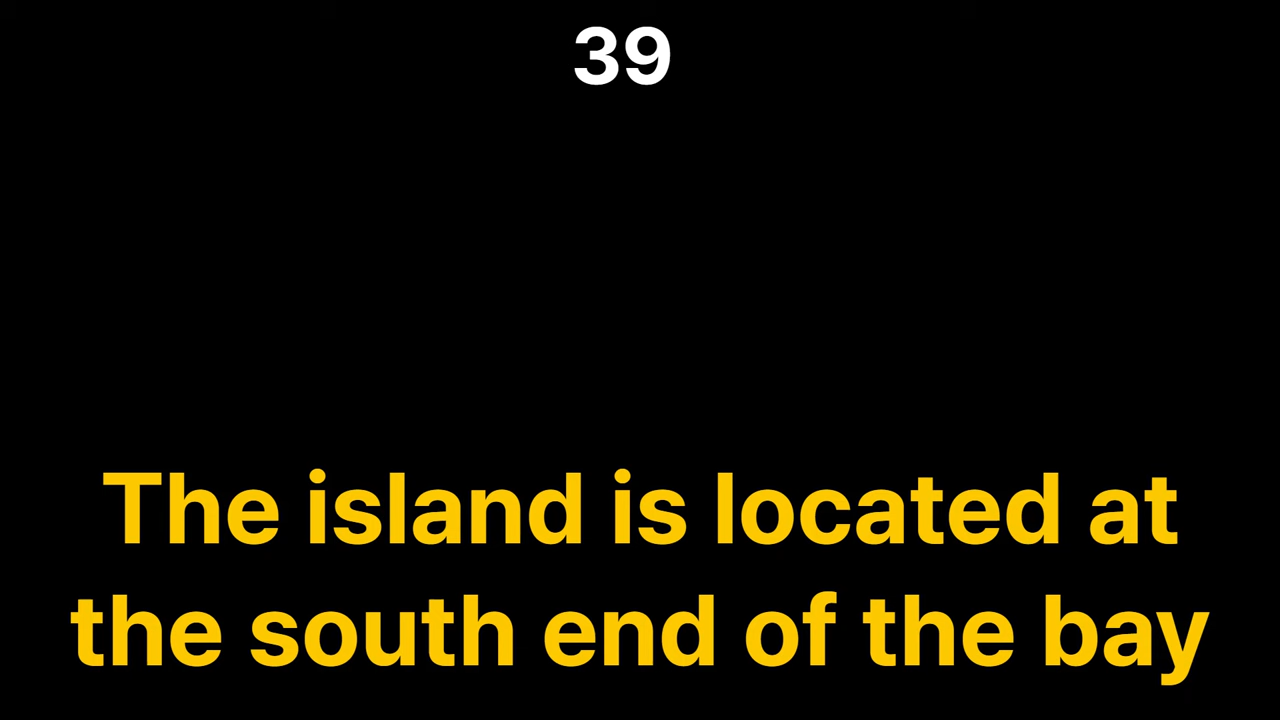 39
The island is located at
the south end of the bay